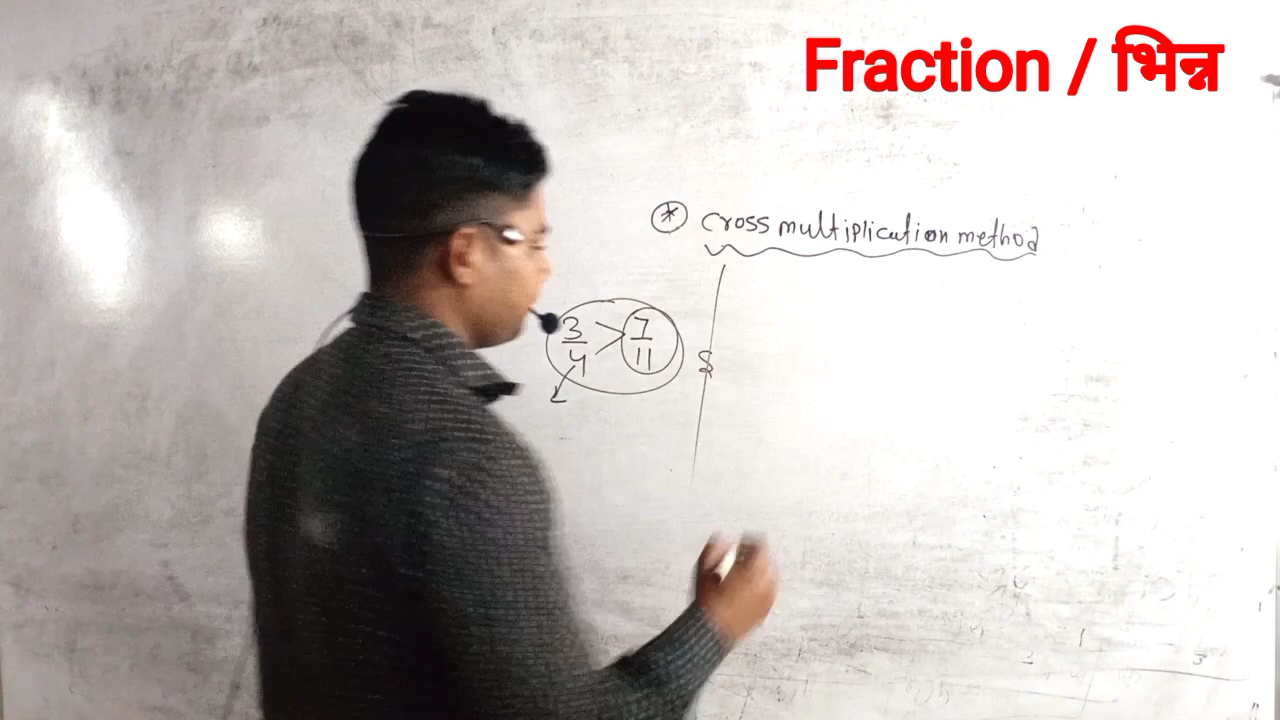 Fraction / भिन्न
* cross multiplication method
3/4 > 7/11